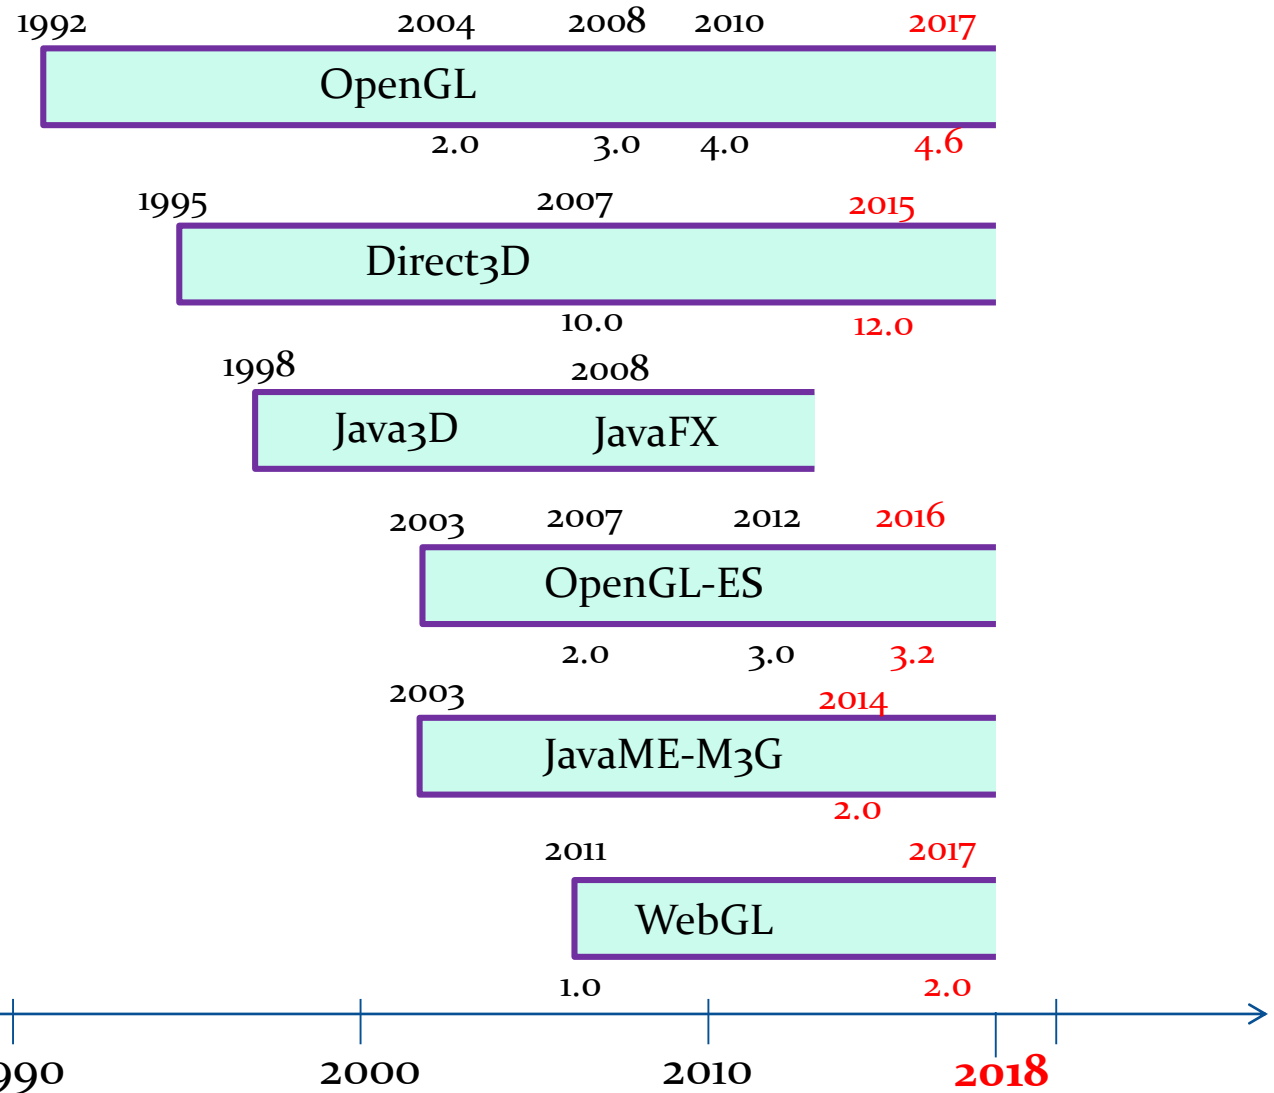 1992 2004 2008 2010 2017
OpenGL
2.0 3.0 4.0 4.6
1995 2007 2015
Direct3D
10.0 12.0
1998 2008
Java3D JavaFX
2003 2007 2012 2016
OpenGL-ES
2.0 3.0 3.2
2003 2014
JavaME-M3G
2.0
2011 2017
WebGL
1.0 2.0
990 2000 2010 2018